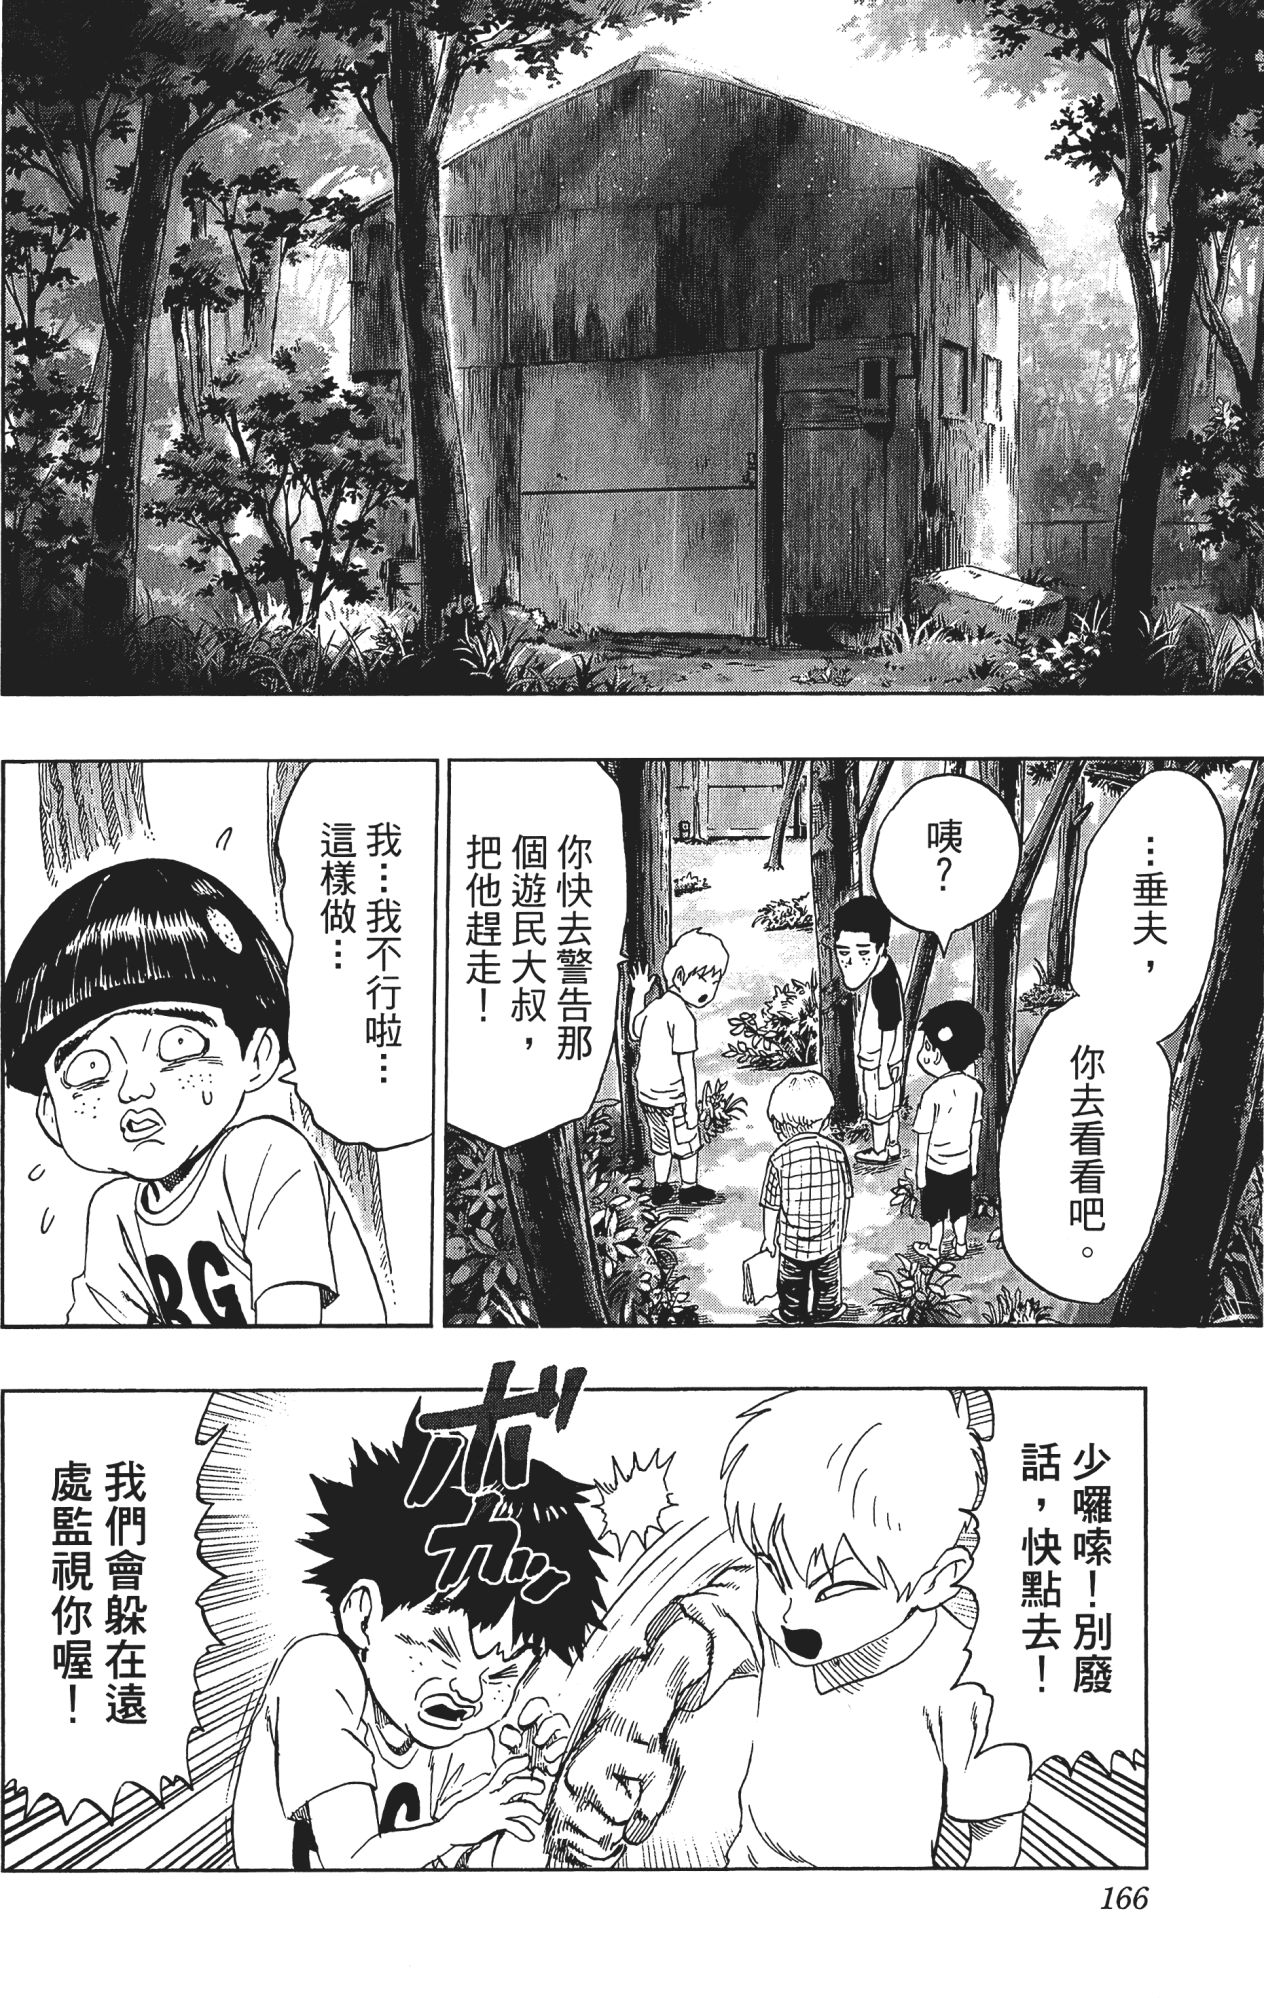 …垂夫，
你去看看吧。
咦？
你快去警告那
個遊民大叔，
把他趕走！
我…我不行啦…
這樣做…
BG
少囉嗦！別廢
話，快點去！
ボカッ
G
我們會躲在遠
處監視你喔！
166